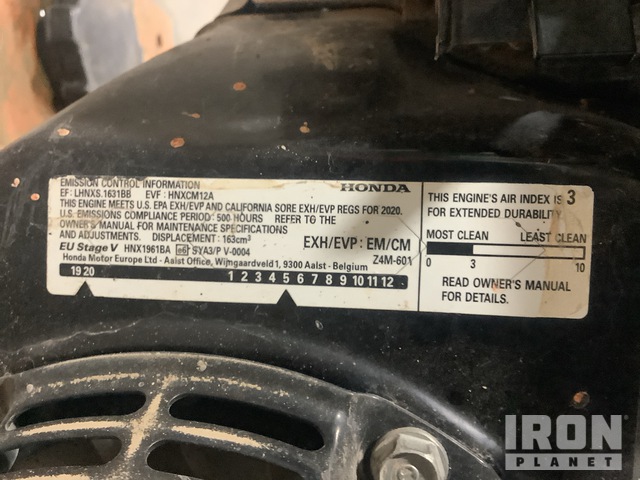 EMISSION CONTROL INFORMATION HONDA
EF: LHNXS.1631BB EVF: HNXCM12A
THIS ENGINE MEETS U.S. EPA EXH/EVP AND CALIFORNIA SORE EXH/EVP REGS FOR 2020.
U.S. EMISSIONS COMPLIANCE PERIOD: 500 HOURS REFER TO THE
OWNER'S MANUAL FOR MAINTENANCE SPECIFICATIONS
AND ADJUSTMENTS. DISPLACEMENT: 163cm³
EXH/EVP: EM/CM
EU Stage V HNX1961BA e6 SYA3/P V-0004 Z4M-601
Honda Motor Europe Ltd - Aalst Office, Wijngaardveld 1, 9300 Aalst - Belgium
19 20 1 2 3 4 5 6 7 8 9 10 11 12
THIS ENGINE'S AIR INDEX IS 3
FOR EXTENDED DURABILITY.
MOST CLEAN LEAST CLEAN
0 3 10
READ OWNER'S MANUAL
FOR DETAILS.
IRON
PLANET